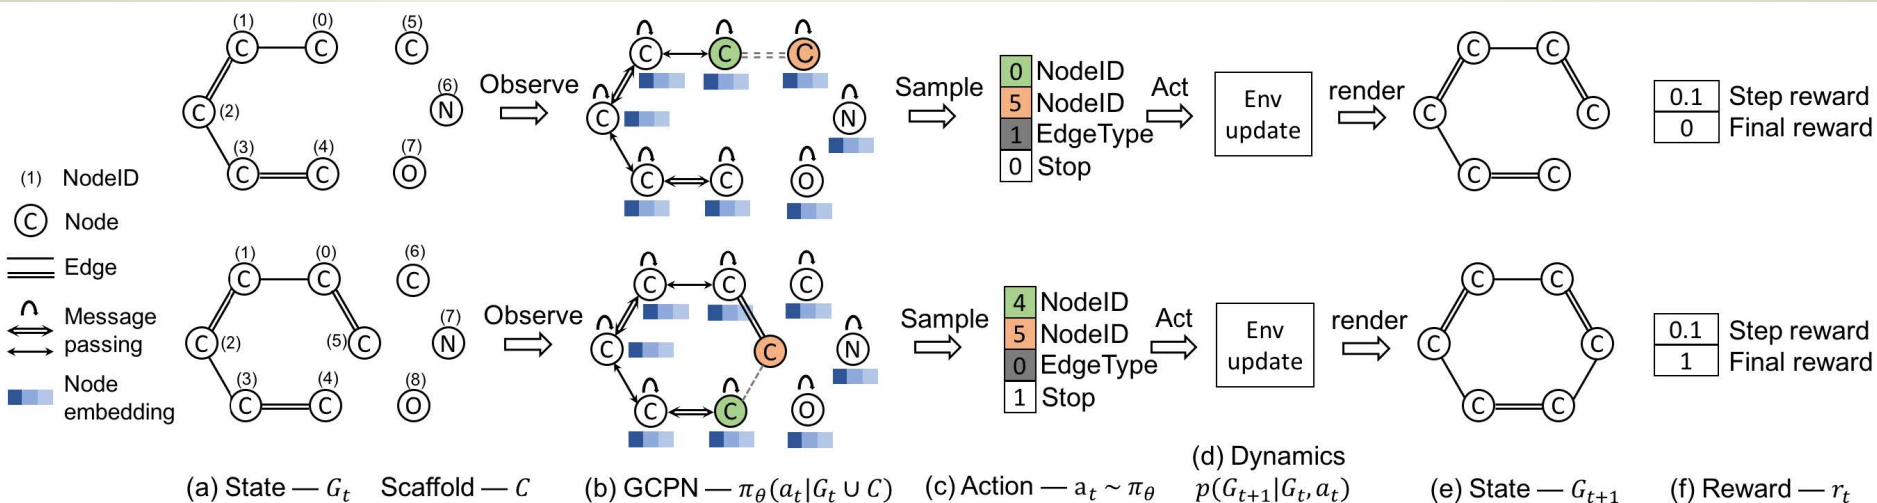 (1) (0) (5)
C C C
Observe
C C C
Sample
0 NodeID
5 NodeID
1 EdgeType
0 Stop
Act
Env
update
render
C C
0.1 Step reward
0 Final reward
(6)
C (2) N
C N
C C
(3) (4) (7)
C C O
C C O
C C
(1) NodeID
C Node
Edge
Message
passing
Node
embedding
(1) (0) (6)
C C C
Observe
C C C
Sample
4 NodeID
5 NodeID
0 EdgeType
1 Stop
Act
Env
update
render
C C
0.1 Step reward
1 Final reward
(7)
C (2) (5) C N
C C N
C C
(3) (4) (8)
C C O
C C O
C C
(a) State — G_t Scaffold — C
(b) GCPN — π_θ(a_t|G_t ∪ C)
(c) Action — a_t ~ π_θ
(d) Dynamics
p(G_{t+1}|G_t, a_t)
(e) State — G_{t+1}
(f) Reward — r_t